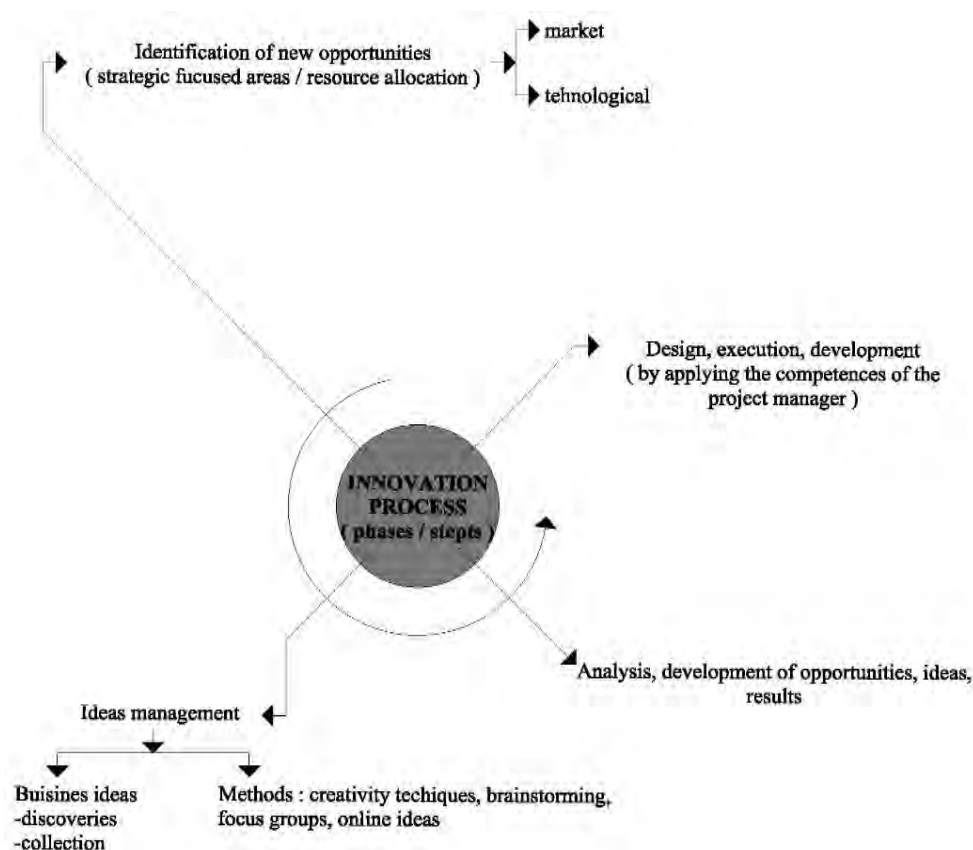 Identification of new opportunities
( strategic fucused areas / resource allocation )
market
tehnological
Design, execution, development
( by applying the competences of the
project manager )
INNOVATION
PROCESS
( phases / stepts )
Analysis, development of opportunities, ideas,
results
Ideas management
Buisines ideas
-discoveries
-collection
Methods : creativity techiques, brainstorming,
focus groups, online ideas